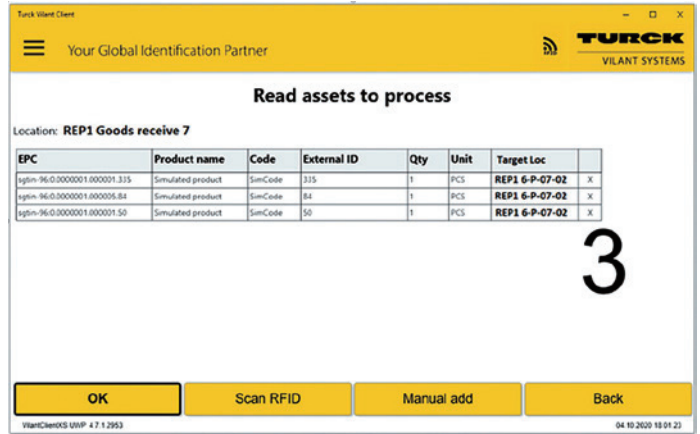 Turck Vilant Client
Your Global Identification Partner
RFID
TURCK
VILANT SYSTEMS
Read assets to process
Location: REP1 Goods receive 7
EPC Product name Code External ID Qty Unit Target Loc
sgtin-96:0.0000001.000001.335 Simulated product SimCode 335 1 PCS REP1 6-P-07-02 X
sgtin-96:0.0000001.000005.84 Simulated product SimCode 84 1 PCS REP1 6-P-07-02 X
sgtin-96:0.0000001.000001.50 Simulated product SimCode 50 1 PCS REP1 6-P-07-02 X
3
OK Scan RFID Manual add Back
VilantClientXS UWP 4.7.1.2953 04.10.2020 18.01.23